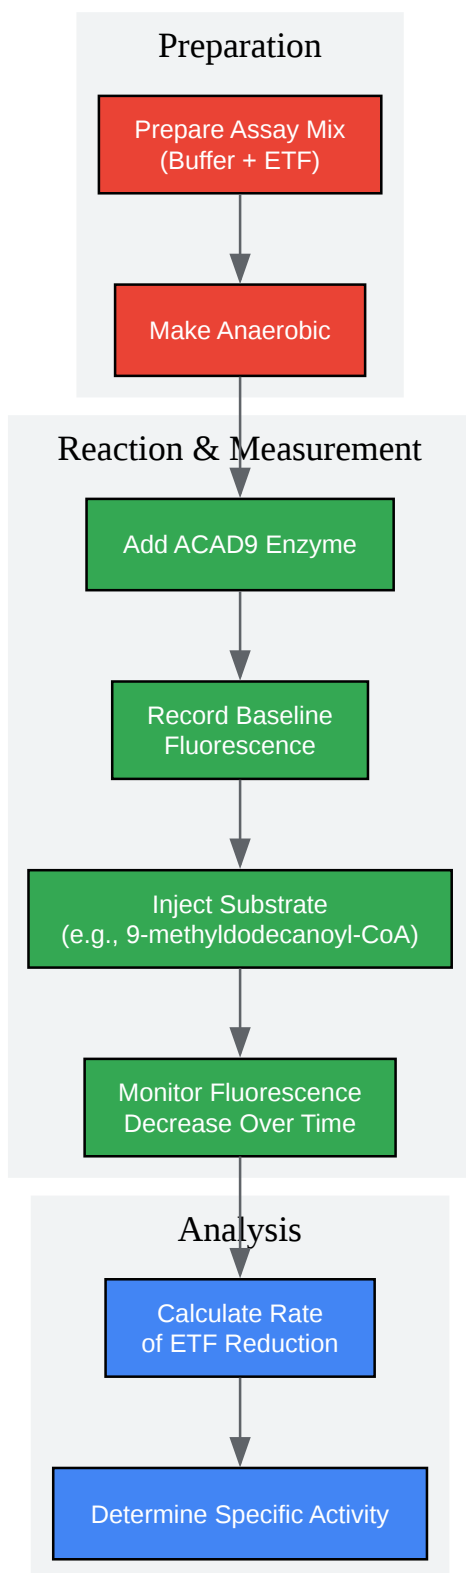 Preparation
Prepare Assay Mix
(Buffer + ETF)
Make Anaerobic
Reaction & Measurement
Add ACAD9 Enzyme
Record Baseline
Fluorescence
Inject Substrate
(e.g., 9-methyldodecanoyl-CoA)
Monitor Fluorescence
Decrease Over Time
Analysis
Calculate Rate
of ETF Reduction
Determine Specific Activity